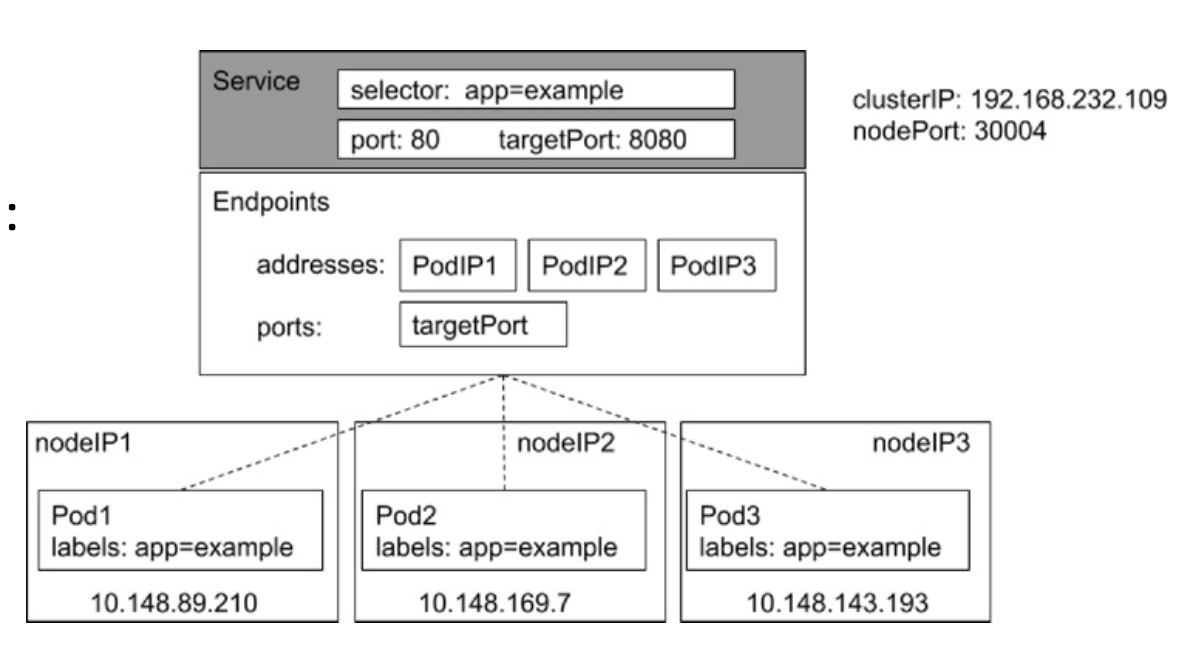 Service
selector: app=example
port: 80 targetPort: 8080
clusterIP: 192.168.232.109
nodePort: 30004
:
Endpoints
addresses: PodIP1 PodIP2 PodIP3
ports: targetPort
nodeIP1
Pod1
labels: app=example
10.148.89.210
nodeIP2
Pod2
labels: app=example
10.148.169.7
nodeIP3
Pod3
labels: app=example
10.148.143.193